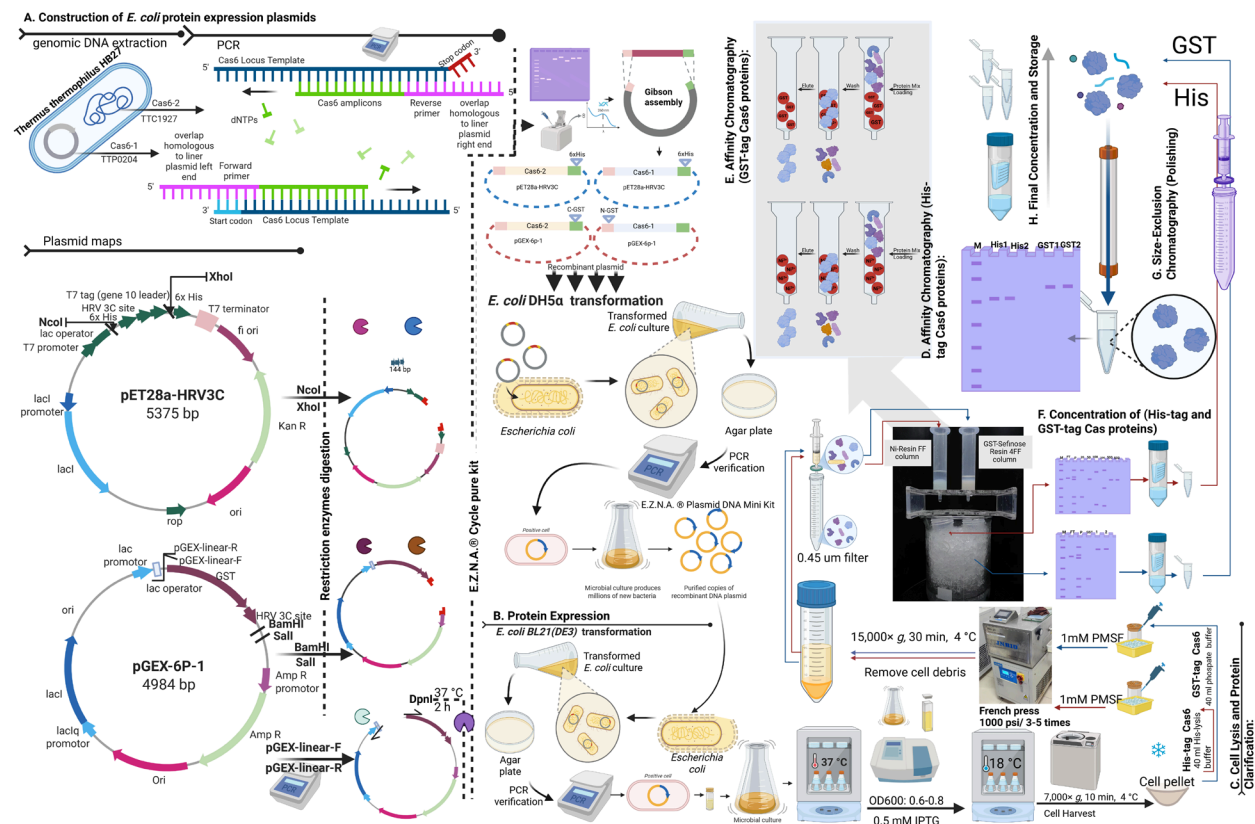 A. Construction of E. coli protein expression plasmids
genomic DNA extraction
PCR
Thermus thermophilus HB27
Cas6-2
TTC1927
Cas6-1
TTP0204
5'
Cas6 Locus Template
Stop codon
3'
5'
Cas6 amplicons
Reverse
primer
overlap
homologous
to liner
plasmid
right end
dNTPs
overlap
homologous
to liner
plasmid left
end
Forward
primer
5'
3'
Start codon
Cas6 Locus Template
5'
Plasmid maps
XhoI
T7 tag (gene 10 leader)
HRV 3C site
6x His
6x His
T7 terminator
NcoI
lac operator
T7 promoter
fi ori
lacI
promoter
pET28a-HRV3C
5375 bp
Kan R
lacI
ori
rop
NcoI
XhoI
144 bp
lac
promotor
pGEX-linear-R
pGEX-linear-F
GST
lac operator
ori
HRV 3C site
BamHI
SalI
pGEX-6P-1
4984 bp
Amp R
promotor
lacI
lacIq
promotor
Amp R
Ori
BamHI
SalI
DpnI
37 °C
2 h
pGEX-linear-F
pGEX-linear-R
Restriction enzymes digestion
E.Z.N.A.® Cycle pure kit
Gibson
assembly
6xHis
6xHis
Cas6-2
Cas6-1
pET28a-HRV3C
pET28a-HRV3C
C-GST
N-GST
Cas6-2
Cas6-1
pGEX-6p-1
pGEX-6p-1
Recombinant plasmid
E. coli DH5α transformation
Transformed
E. coli culture
Escherichia coli
Agar plate
PCR
verification
PCR
E.Z.N.A. ® Plasmid DNA Mini Kit
Positive cell
Microbial culture produces
millions of new bacteria
Purified copies of
recombinant DNA plasmid
B. Protein Expression
E. coli BL21(DE3) transformation
Transformed
E. coli culture
Agar
plate
Escherichia
coli
PCR
verification
Positive cell
Microbial culture
37 °C
OD600: 0.6-0.8
0.5 mM IPTG
18 °C
7,000× g, 10 min, 4 °C
Cell Harvest
Cell pellet
C. Cell Lysis and Protein
Clarification:
His-tag Cas6
40 ml His-lysis
buffer
GST-tag Cas6
40 ml phospate buffer
1mM PMSF
1mM PMSF
French press
1000 psi/ 3-5 times
15,000× g, 30 min, 4 °C
Remove cell debris
0.45 um filter
Ni-Resin FF
column
GST-Sefinose
Resin 4FF
column
D. Affinity Chromatography (His-
tag Cas6 proteins):
E. Affinity Chromatography
(GST-tag Cas6 proteins):
Elute
Wash
Protein Mix
Loading
GST
Elute
Wash
Protein Mix
Loading
F. Concentration of (His-tag and
GST-tag Cas proteins)
G. Size-Exclusion
Chromatography (Polishing)
H. Final Concentration and Storage
GST
His
M
His1
His2
GST1
GST2